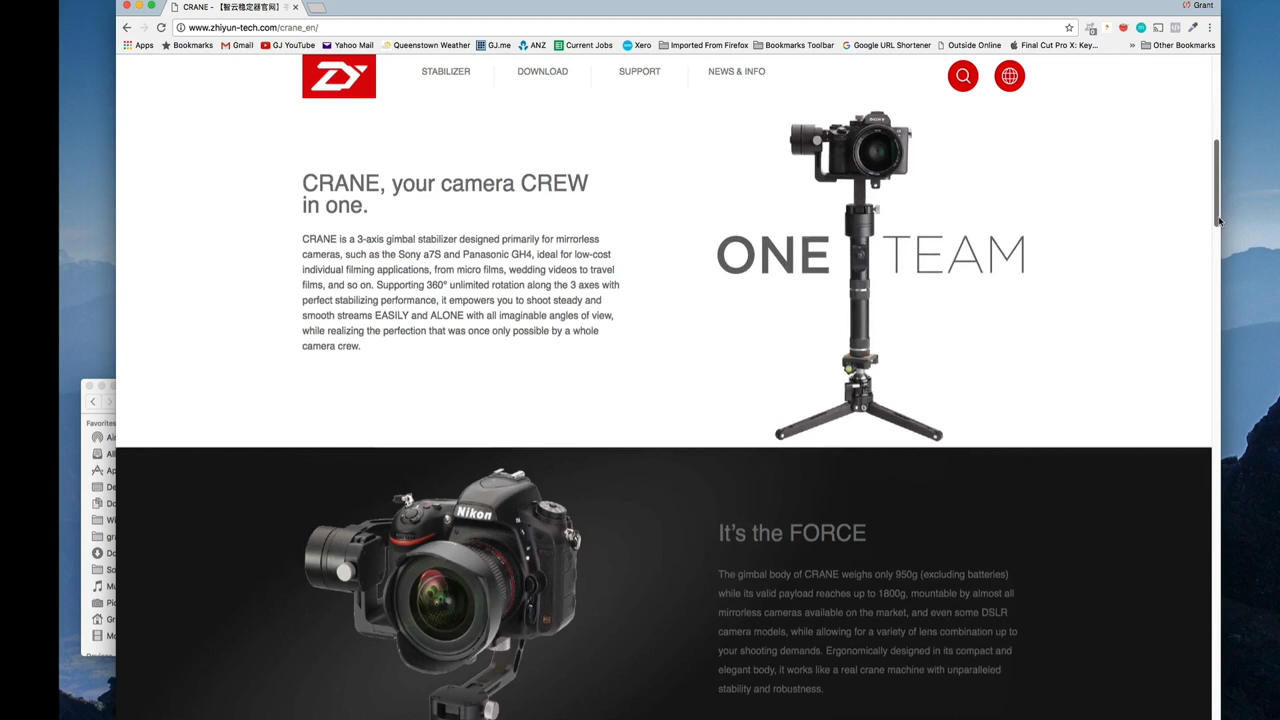 CRANE - 【智云稳定器官网】
Grant
www.zhiyun-tech.com/crane_en/
Apps Bookmarks Gmail GJ YouTube Yahoo Mail Queenstown Weather GJ.me ANZ Current Jobs Xero Imported From Firefox Bookmarks Toolbar Google URL Shortener Outside Online Final Cut Pro X: Key... » Other Bookmarks
ZY
STABILIZER DOWNLOAD SUPPORT NEWS & INFO
CRANE, your camera CREW
in one.
CRANE is a 3-axis gimbal stabilizer designed primarily for mirrorless
cameras, such as the Sony a7S and Panasonic GH4, ideal for low-cost
individual filming applications, from micro films, wedding videos to travel
films, and so on. Supporting 360° unlimited rotation along the 3 axes with
perfect stabilizing performance, it empowers you to shoot steady and
smooth streams EASILY and ALONE with all imaginable angles of view,
while realizing the perfection that was once only possible by a whole
camera crew.
SONY
ONE TEAM
Favorites
Nikon
It's the FORCE
The gimbal body of CRANE weighs only 950g (excluding batteries)
while its valid payload reaches up to 1800g, mountable by almost all
mirrorless cameras available on the market, and even some DSLR
camera models, while allowing for a variety of lens combination up to
your shooting demands. Ergonomically designed in its compact and
elegant body, it works like a real crane machine with unparalleled
stability and robustness.